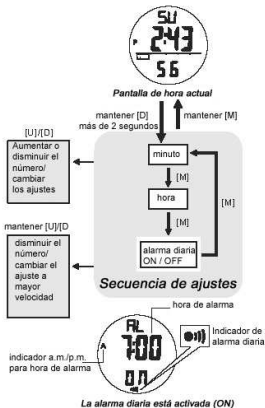 SU
P
2:43
56
Pantalla de hora actual
mantener [D]
más de 2 segundos
mantener [M]
[U]/[D]
Aumentar o
disminuir el
número/
cambiar
los ajustes
minuto
[M]
hora
[M]
[M]
alarma diaria
ON / OFF
mantener [U]/[D
disminuir el
número/
cambiar el
ajuste a
mayor
velocidad
Secuencia de ajustes
hora de alarma
AL
A
7:00
on
Indicador de
alarma diaria
indicador a.m./p.m.
para hora de alarma
La alarma diaria está activada (ON)